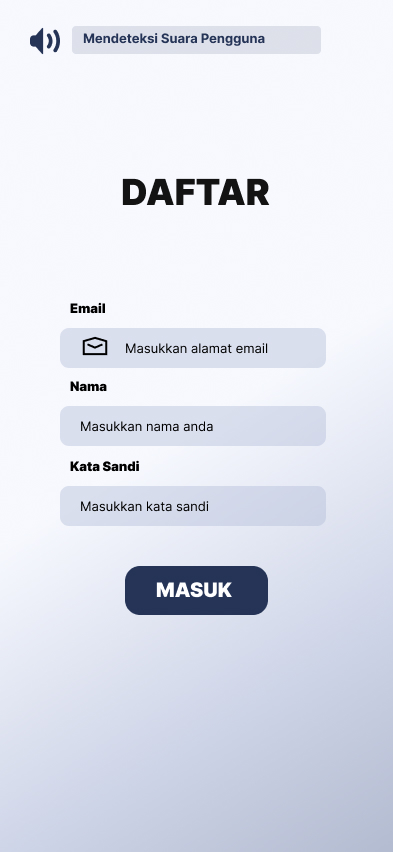 Mendeteksi Suara Pengguna
DAFTAR
Email
Masukkan alamat email
Nama
Masukkan nama anda
Kata Sandi
Masukkan kata sandi
MASUK